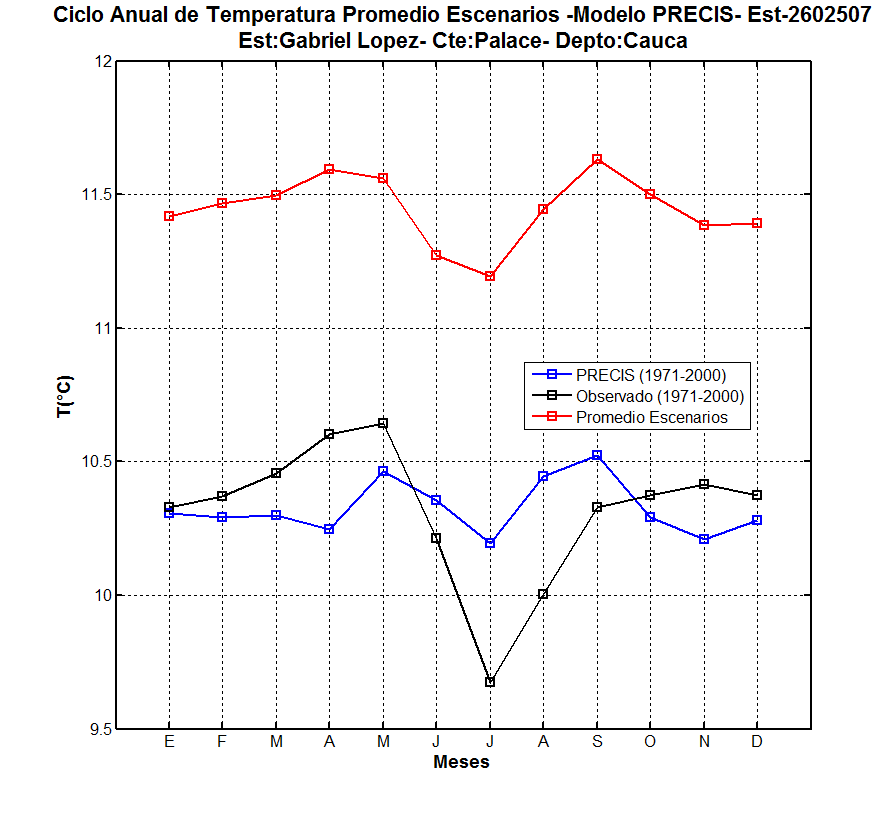 Ciclo Anual de Temperatura Promedio Escenarios -Modelo PRECIS- Est-2602507
Est:Gabriel Lopez- Cte:Palace- Depto:Cauca
12
11.5
11
10.5
10
9.5
T(°C)
PRECIS (1971-2000)
Observado (1971-2000)
Promedio Escenarios
E F M A M J J A S O N D
Meses